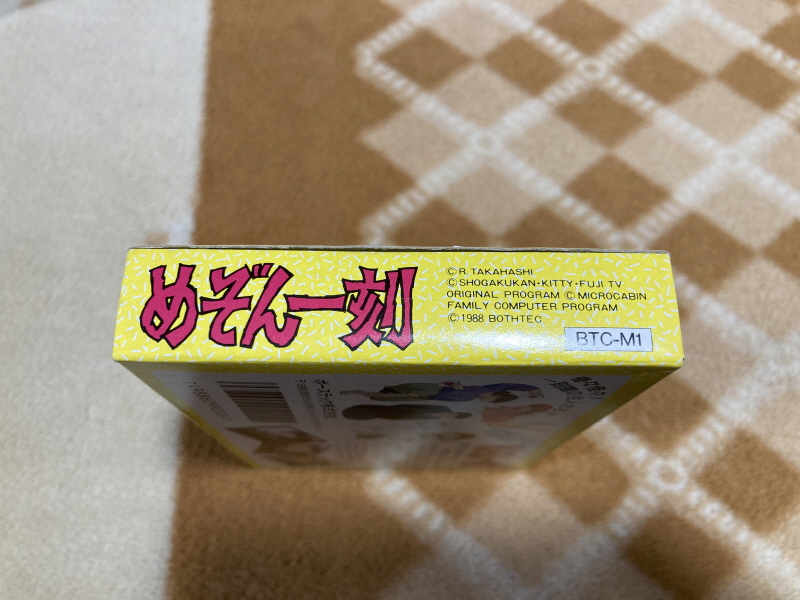 めぞん一刻
© R. TAKAHASHI
© SHOGAKUKAN・KITTY・FUJI TV
ORIGINAL PROGRAM © MICROCABIN
FAMILY COMPUTER PROGRAM
© 1988 BOTHTEC
BTC-M1